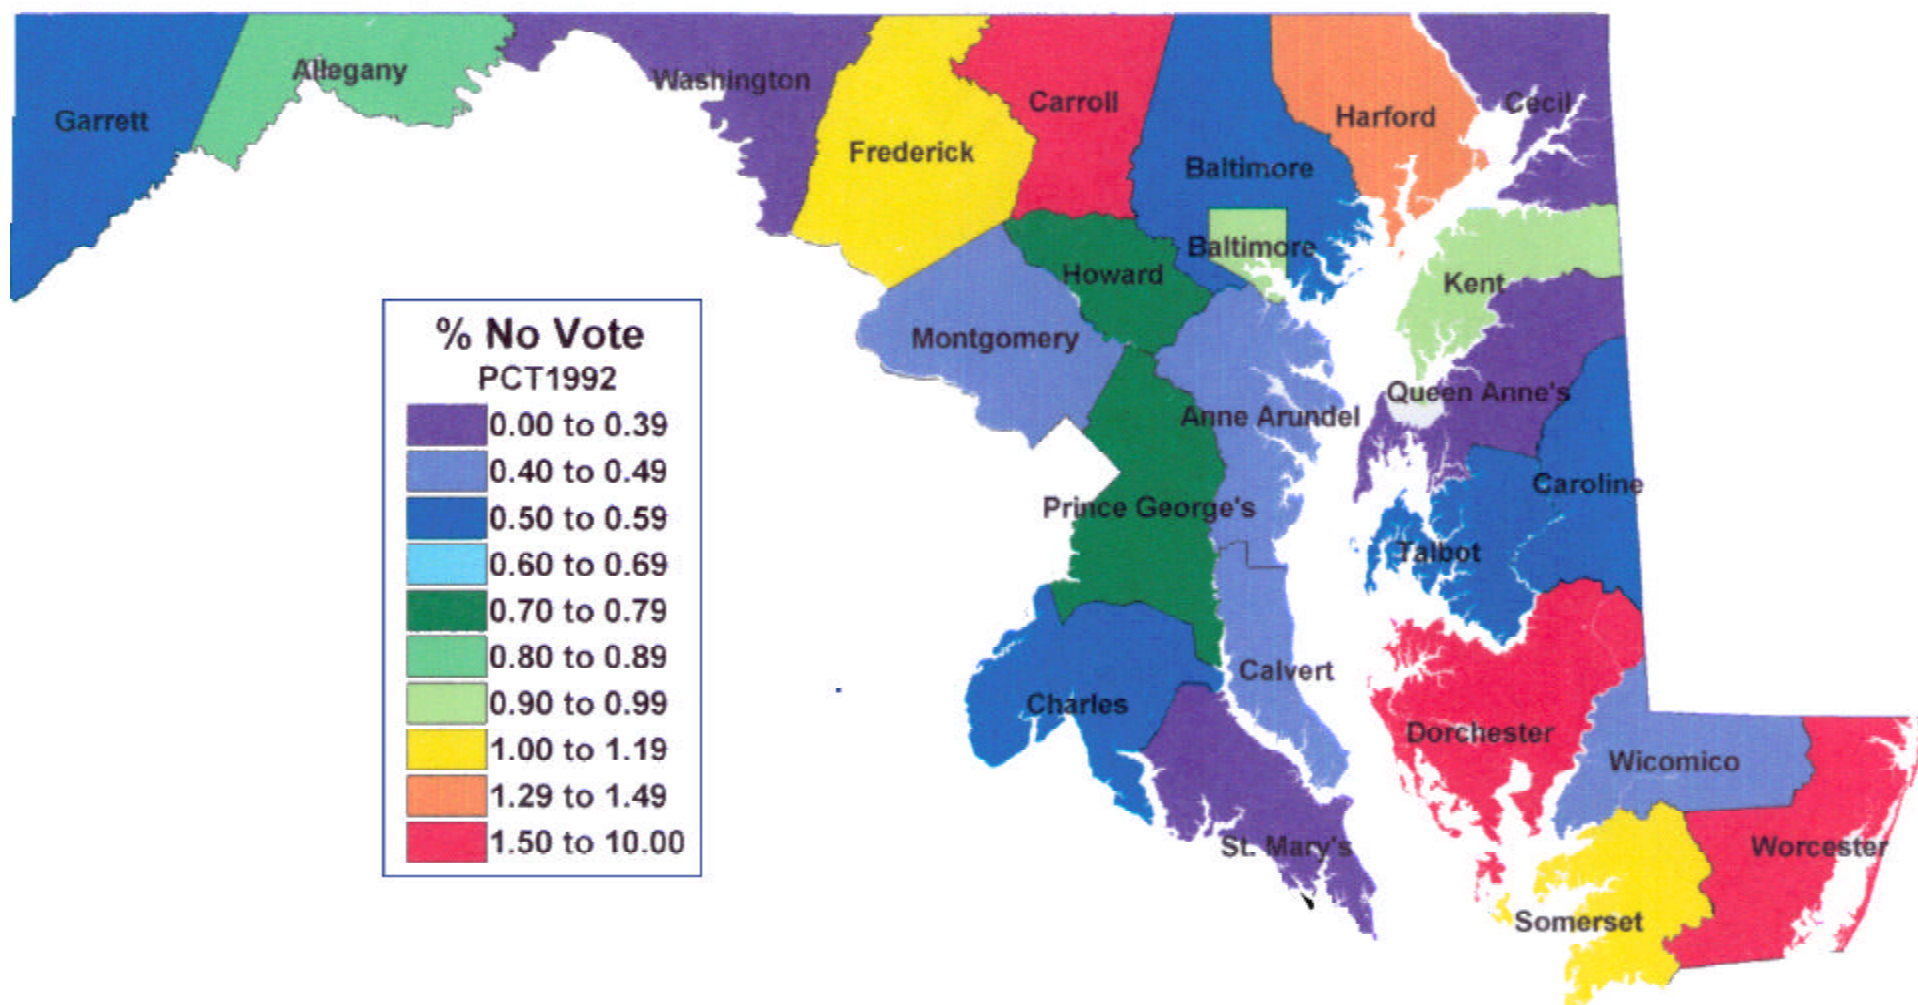 Garrett
Allegany
Washington
Frederick
Carroll
Baltimore
Harford
Cecil
Baltimore
Howard
Kent
Montgomery
Queen Anne's
Anne Arundel
Prince George's
Caroline
Talbot
Calvert
Charles
Dorchester
Wicomico
St. Mary's
Worcester
Somerset
% No Vote
PCT1992
0.00 to 0.39
0.40 to 0.49
0.50 to 0.59
0.60 to 0.69
0.70 to 0.79
0.80 to 0.89
0.90 to 0.99
1.00 to 1.19
1.29 to 1.49
1.50 to 10.00